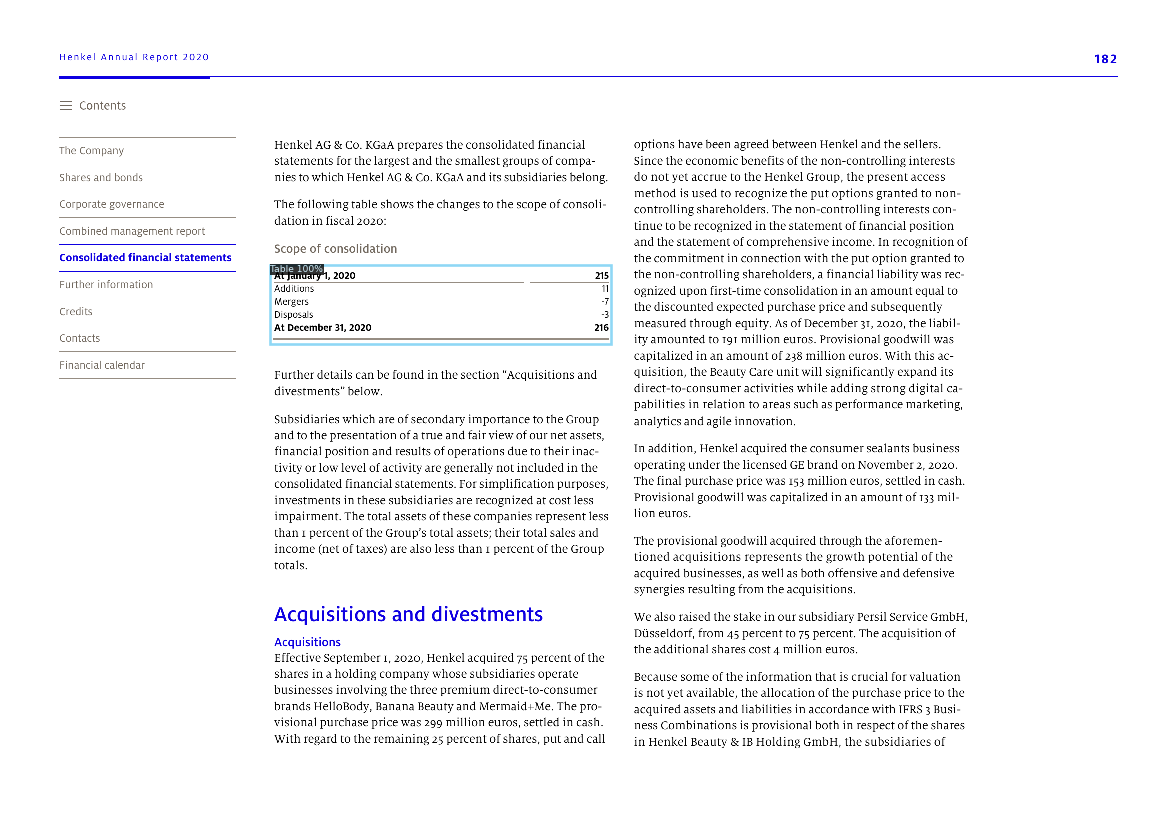 Henkel Annual Report 2020
182
Contents
The Company
Shares and bonds
Corporate governance
Combined management report
Consolidated financial statements
Further information
Credits
Contacts
Financial calendar
Henkel AG & Co. KGaA prepares the consolidated financial
statements for the largest and the smallest groups of compa-
nies to which Henkel AG & Co. KGaA and its subsidiaries belong.
The following table shows the changes to the scope of consoli-
dation in fiscal 2020:
Scope of consolidation
Table 100%
At January 1, 2020 215
Additions 11
Mergers -7
Disposals -3
At December 31, 2020 216
Further details can be found in the section “Acquisitions and
divestments” below.
Subsidiaries which are of secondary importance to the Group
and to the presentation of a true and fair view of our net assets,
financial position and results of operations due to their inac-
tivity or low level of activity are generally not included in the
consolidated financial statements. For simplification purposes,
investments in these subsidiaries are recognized at cost less
impairment. The total assets of these companies represent less
than 1 percent of the Group’s total assets; their total sales and
income (net of taxes) are also less than 1 percent of the Group
totals.
Acquisitions and divestments
Acquisitions
Effective September 1, 2020, Henkel acquired 75 percent of the
shares in a holding company whose subsidiaries operate
businesses involving the three premium direct-to-consumer
brands HelloBody, Banana Beauty and Mermaid+Me. The pro-
visional purchase price was 299 million euros, settled in cash.
With regard to the remaining 25 percent of shares, put and call
options have been agreed between Henkel and the sellers.
Since the economic benefits of the non-controlling interests
do not yet accrue to the Henkel Group, the present access
method is used to recognize the put options granted to non-
controlling shareholders. The non-controlling interests con-
tinue to be recognized in the statement of financial position
and the statement of comprehensive income. In recognition of
the commitment in connection with the put option granted to
the non-controlling shareholders, a financial liability was rec-
ognized upon first-time consolidation in an amount equal to
the discounted expected purchase price and subsequently
measured through equity. As of December 31, 2020, the liabil-
ity amounted to 191 million euros. Provisional goodwill was
capitalized in an amount of 238 million euros. With this ac-
quisition, the Beauty Care unit will significantly expand its
direct-to-consumer activities while adding strong digital ca-
pabilities in relation to areas such as performance marketing,
analytics and agile innovation.
In addition, Henkel acquired the consumer sealants business
operating under the licensed GE brand on November 2, 2020.
The final purchase price was 153 million euros, settled in cash.
Provisional goodwill was capitalized in an amount of 133 mil-
lion euros.
The provisional goodwill acquired through the aforemen-
tioned acquisitions represents the growth potential of the
acquired businesses, as well as both offensive and defensive
synergies resulting from the acquisitions.
We also raised the stake in our subsidiary Persil Service GmbH,
Düsseldorf, from 45 percent to 75 percent. The acquisition of
the additional shares cost 4 million euros.
Because some of the information that is crucial for valuation
is not yet available, the allocation of the purchase price to the
acquired assets and liabilities in accordance with IFRS 3 Busi-
ness Combinations is provisional both in respect of the shares
in Henkel Beauty & IB Holding GmbH, the subsidiaries of